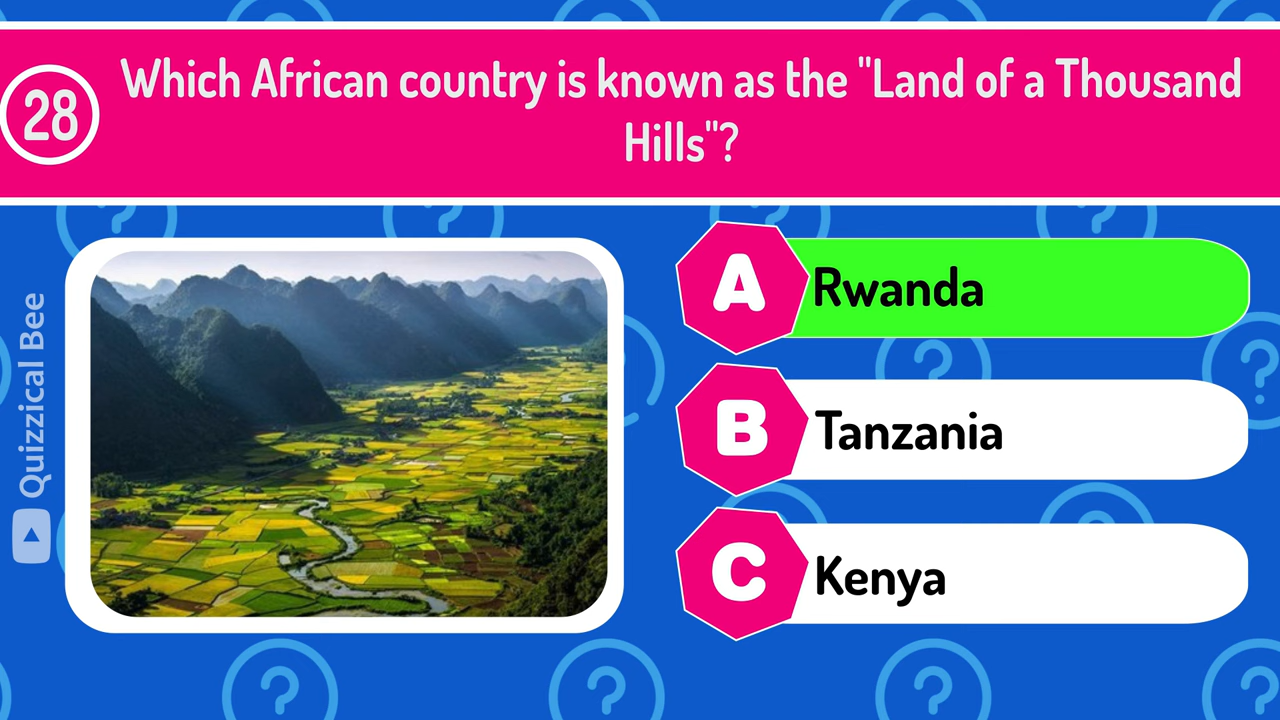 28
Which African country is known as the "Land of a Thousand
Hills"?
A Rwanda
B Tanzania
C Kenya
Quizzical Bee